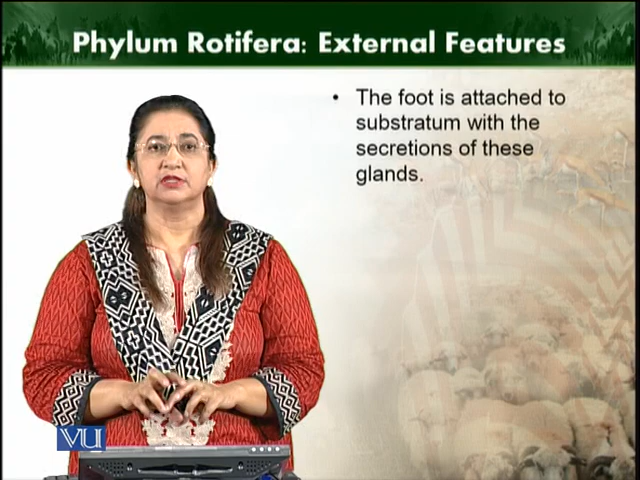 Phylum Rotifera: External Features
• The foot is attached to
substratum with the
secretions of these
glands.
VU